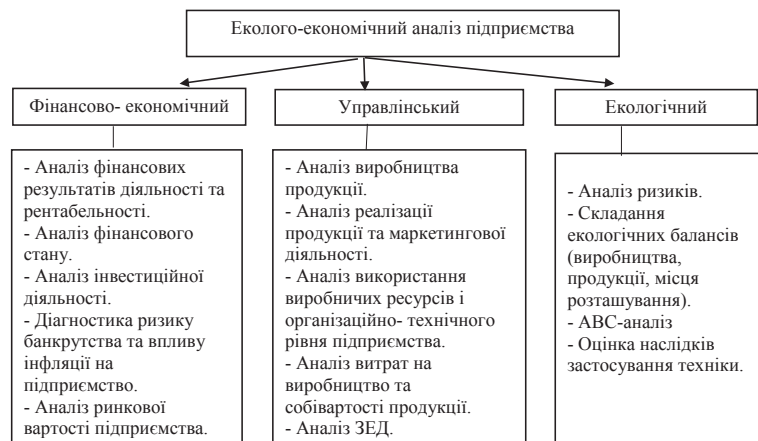 Еколого-економічний аналіз підприємства
Фінансово- економічний
Управлінський
Екологічний
- Аналіз фінансових
результатів діяльності та
рентабельності.
- Аналіз фінансового
стану.
- Аналіз інвестиційної
діяльності.
- Діагностика ризику
банкрутства та впливу
інфляції на
підприємство.
- Аналіз ринкової
вартості підприємства.
- Аналіз виробництва
продукції.
- Аналіз реалізації
продукції та маркетингової
діяльності.
- Аналіз використання
виробничих ресурсів і
організаційно- технічного
рівня підприємства.
- Аналіз витрат на
виробництво та
собівартості продукції.
- Аналіз ЗЕД.
- Аналіз ризиків.
- Складання
екологічних балансів
(виробництва,
продукції, місця
розташування).
- АВС-аналіз
- Оцінка наслідків
застосування техніки.